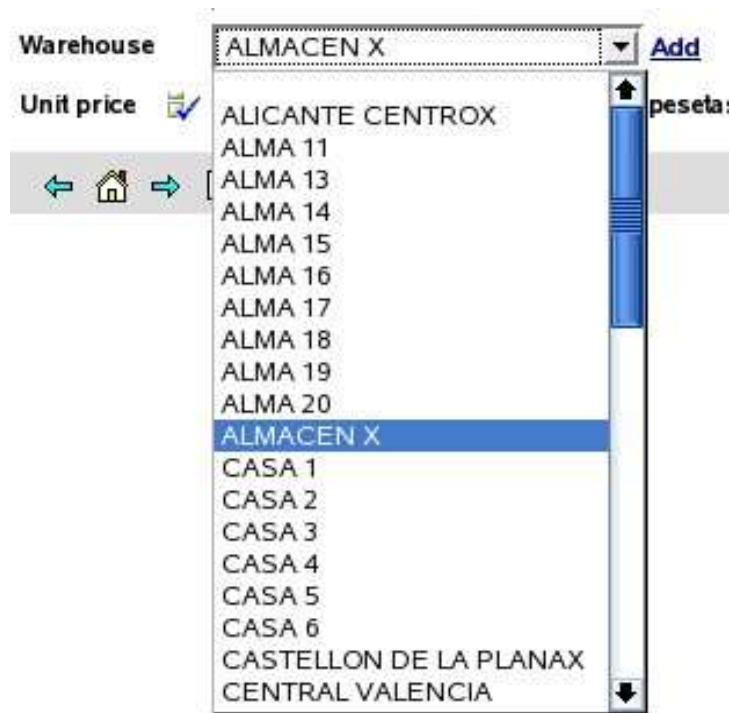 Warehouse ALMACEN X Add
Unit price pesetas
ALICANTE CENTROX
ALMA 11
ALMA 13
ALMA 14
ALMA 15
ALMA 16
ALMA 17
ALMA 18
ALMA 19
ALMA 20
ALMACEN X
CASA 1
CASA 2
CASA 3
CASA 4
CASA 5
CASA 6
CASTELLON DE LA PLANAX
CENTRAL VALENCIA